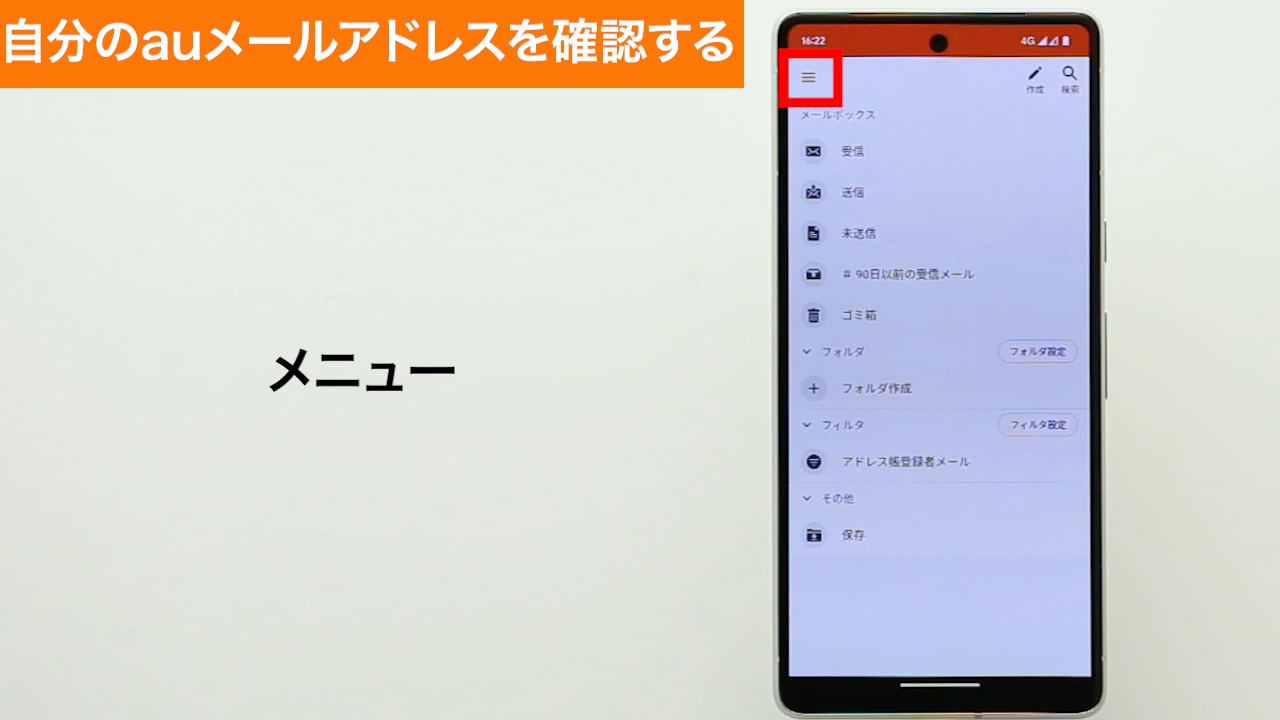 自分のauメールアドレスを確認する
メニュー
16:22
4G
作成
検索
メールボックス
受信
送信
未送信
# 90日以前の受信メール
ゴミ箱
フォルダ
フォルダ設定
フォルダ作成
フィルタ
フィルタ設定
アドレス帳登録者メール
その他
保存